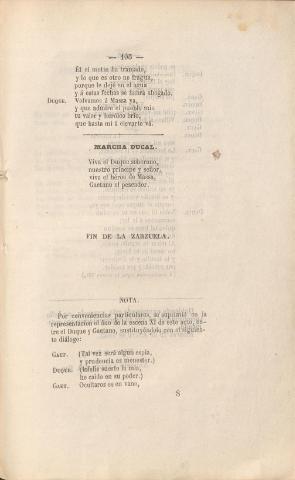 — 105 —
Él el motin ha tramado,
y lo que es otro no fragua,
porque le dejé en el agua
y á estas fechas se habrá ahogado.
DUQUE. Volvamos á Massa ya,
y que admire el pueblo mio
tu valor y heróico brio,
que hasta mi á elevarte vá.
MARCHA DUCAL.
Viva el Duque soberano,
nuestro príncipe y señor,
viva el héroe de Massa,
Gaetano el pescador.
FIN DE LA ZARZUELA.
NOTA.
Por conveniencias particulares, se suprimió en la
representacion el duo de la escena XI de este acto, en-
tre el Duque y Gaetano, sustituyéndole con el siguien-
te diálogo:
GAET. (Tal vez será algun espía,
y prudencia es menester.)
DUQUE. (Infeliz suerte la mia,
he caido en su poder.)
GAET. Ocultaros es en vano,
8